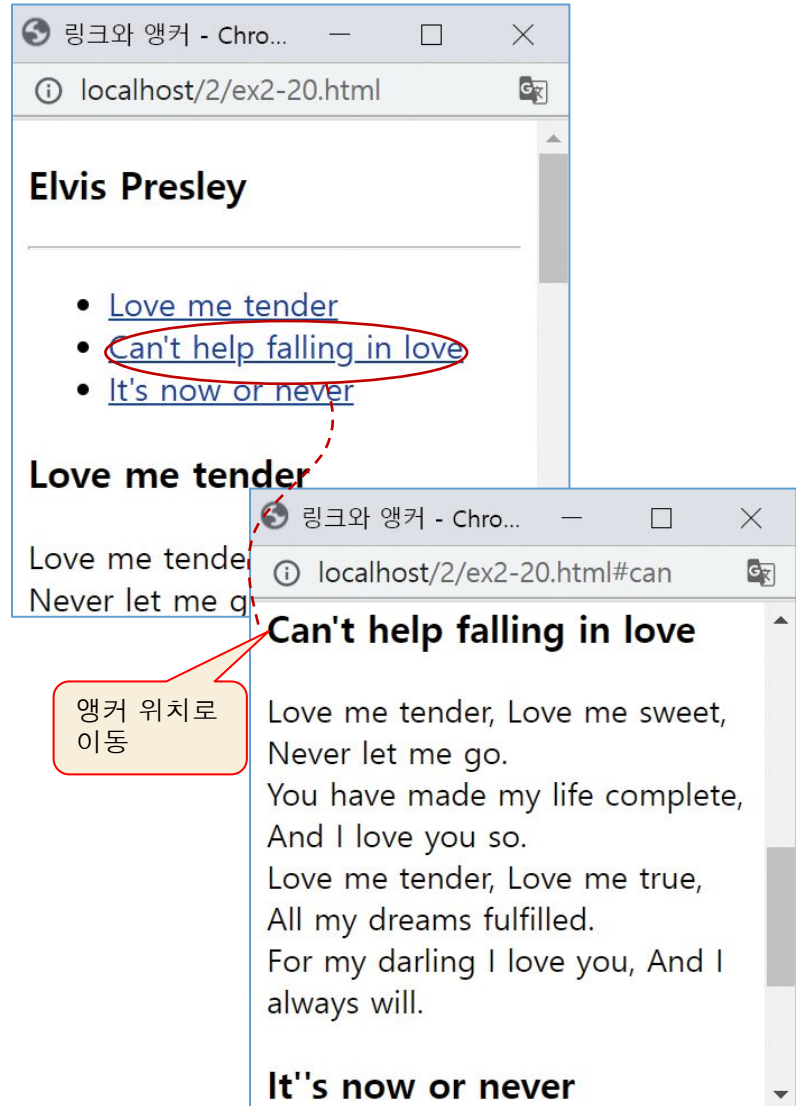 링크와 앵커 - Chro...
localhost/2/ex2-20.html
Elvis Presley
Love me tender
Can't help falling in love
It's now or never
Love me tender
Love me tende
Never let me g
링크와 앵커 - Chro...
localhost/2/ex2-20.html#can
Can't help falling in love
Love me tender, Love me sweet,
Never let me go.
You have made my life complete,
And I love you so.
Love me tender, Love me true,
All my dreams fulfilled.
For my darling I love you, And I
always will.
It''s now or never
앵커 위치로
이동